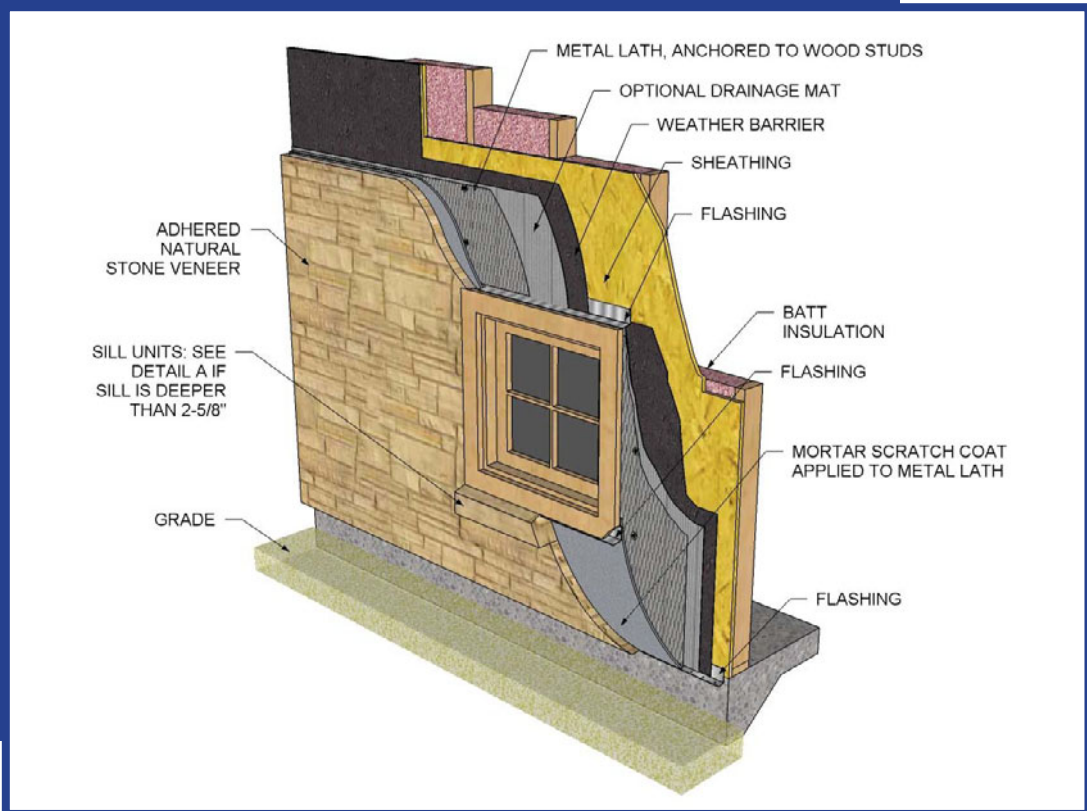 METAL LATH, ANCHORED TO WOOD STUDS
OPTIONAL DRAINAGE MAT
WEATHER BARRIER
SHEATHING
FLASHING
ADHERED
NATURAL
STONE VENEER
BATT
INSULATION
SILL UNITS: SEE
DETAIL A IF
SILL IS DEEPER
THAN 2-5/8"
FLASHING
MORTAR SCRATCH COAT
APPLIED TO METAL LATH
GRADE
FLASHING